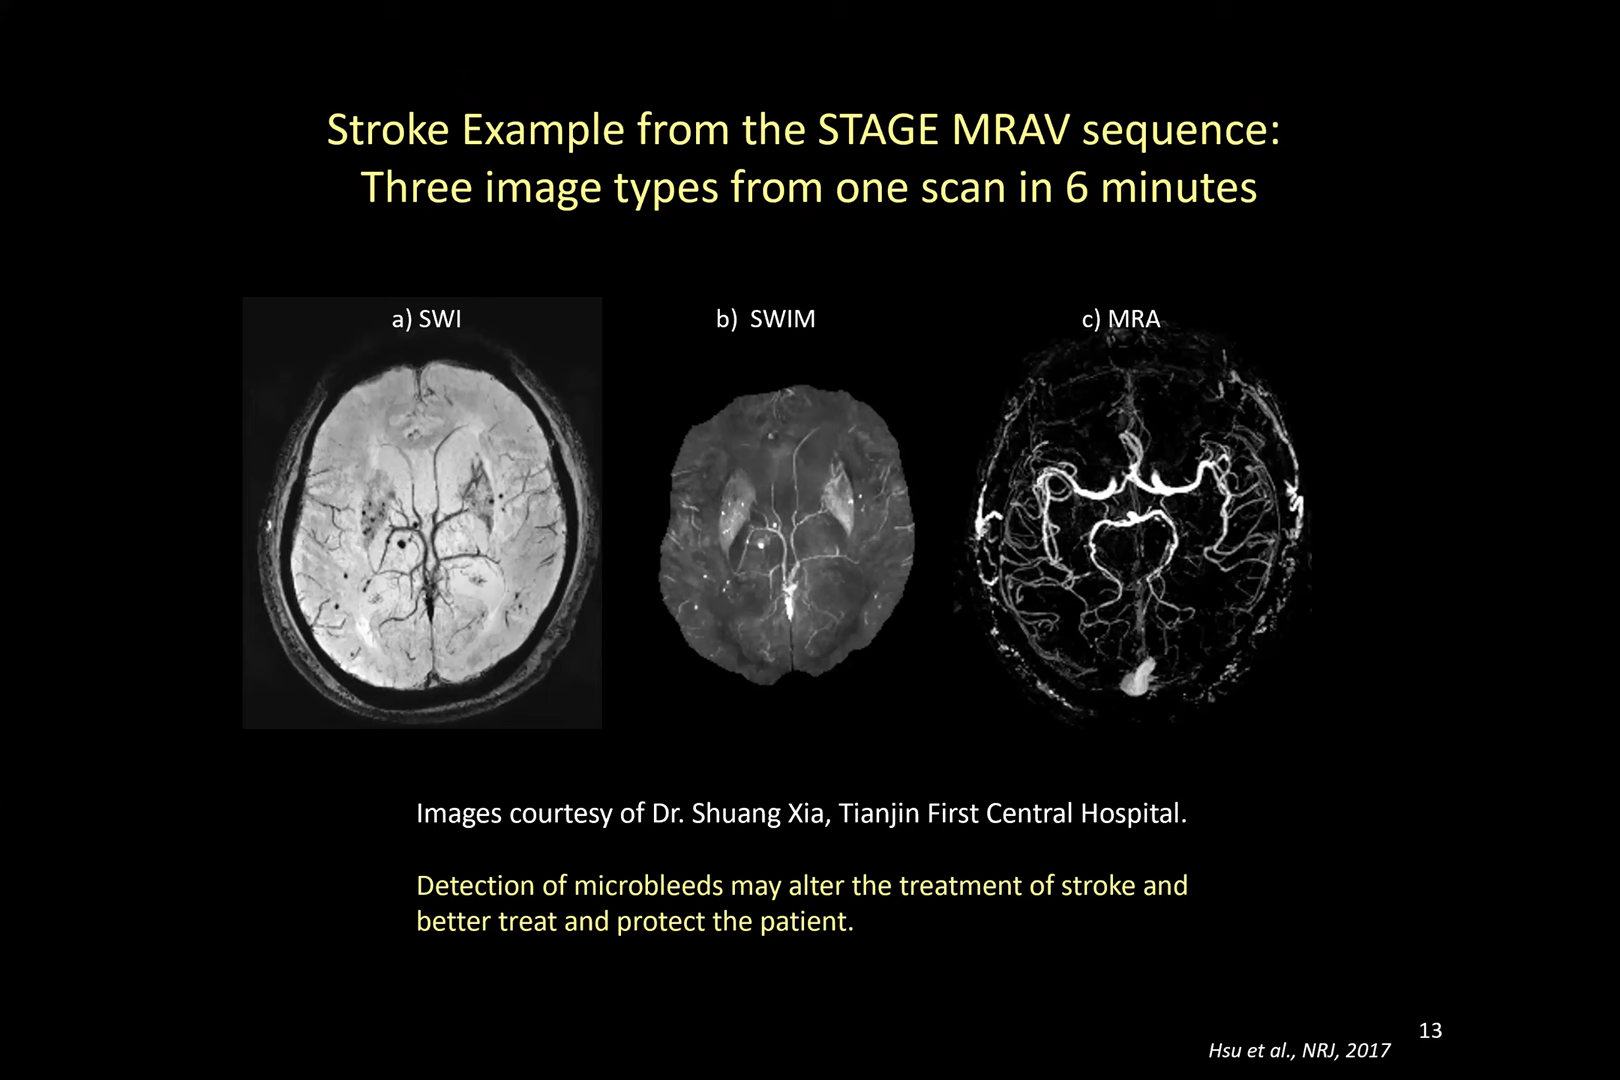 Stroke Example from the STAGE MRAV sequence:
Three image types from one scan in 6 minutes
a) SWI
b) SWIM
c) MRA
Images courtesy of Dr. Shuang Xia, Tianjin First Central Hospital.
Detection of microbleeds may alter the treatment of stroke and
better treat and protect the patient.
13
Hsu et al., NRJ, 2017